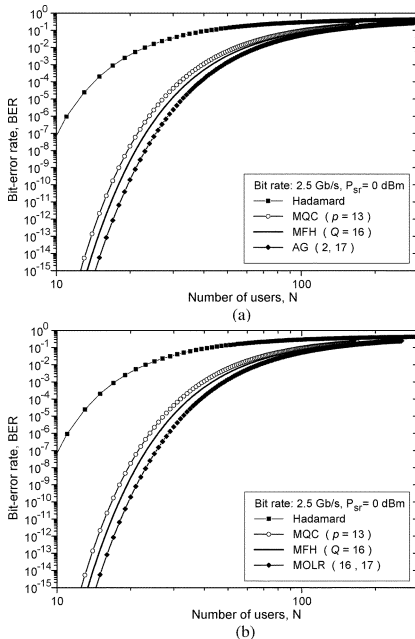 10^0
10^-1
10^-2
10^-3
10^-4
10^-5
10^-6
10^-7
10^-8
10^-9
10^-10
10^-11
10^-12
10^-13
10^-14
10^-15
Bit-error rate, BER
Bit rate: 2.5 Gb/s, P_sr = 0 dBm
Hadamard
MQC ( p = 13)
MFH ( Q = 16)
AG ( 2, 17)
10
100
Number of users, N
(a)
10^0
10^-1
10^-2
10^-3
10^-4
10^-5
10^-6
10^-7
10^-8
10^-9
10^-10
10^-11
10^-12
10^-13
10^-14
10^-15
Bit-error rate, BER
Bit rate: 2.5 Gb/s, P_sr = 0 dBm
Hadamard
MQC ( p = 13)
MFH ( Q = 16)
MOLR ( 16 , 17)
10
100
Number of users, N
(b)